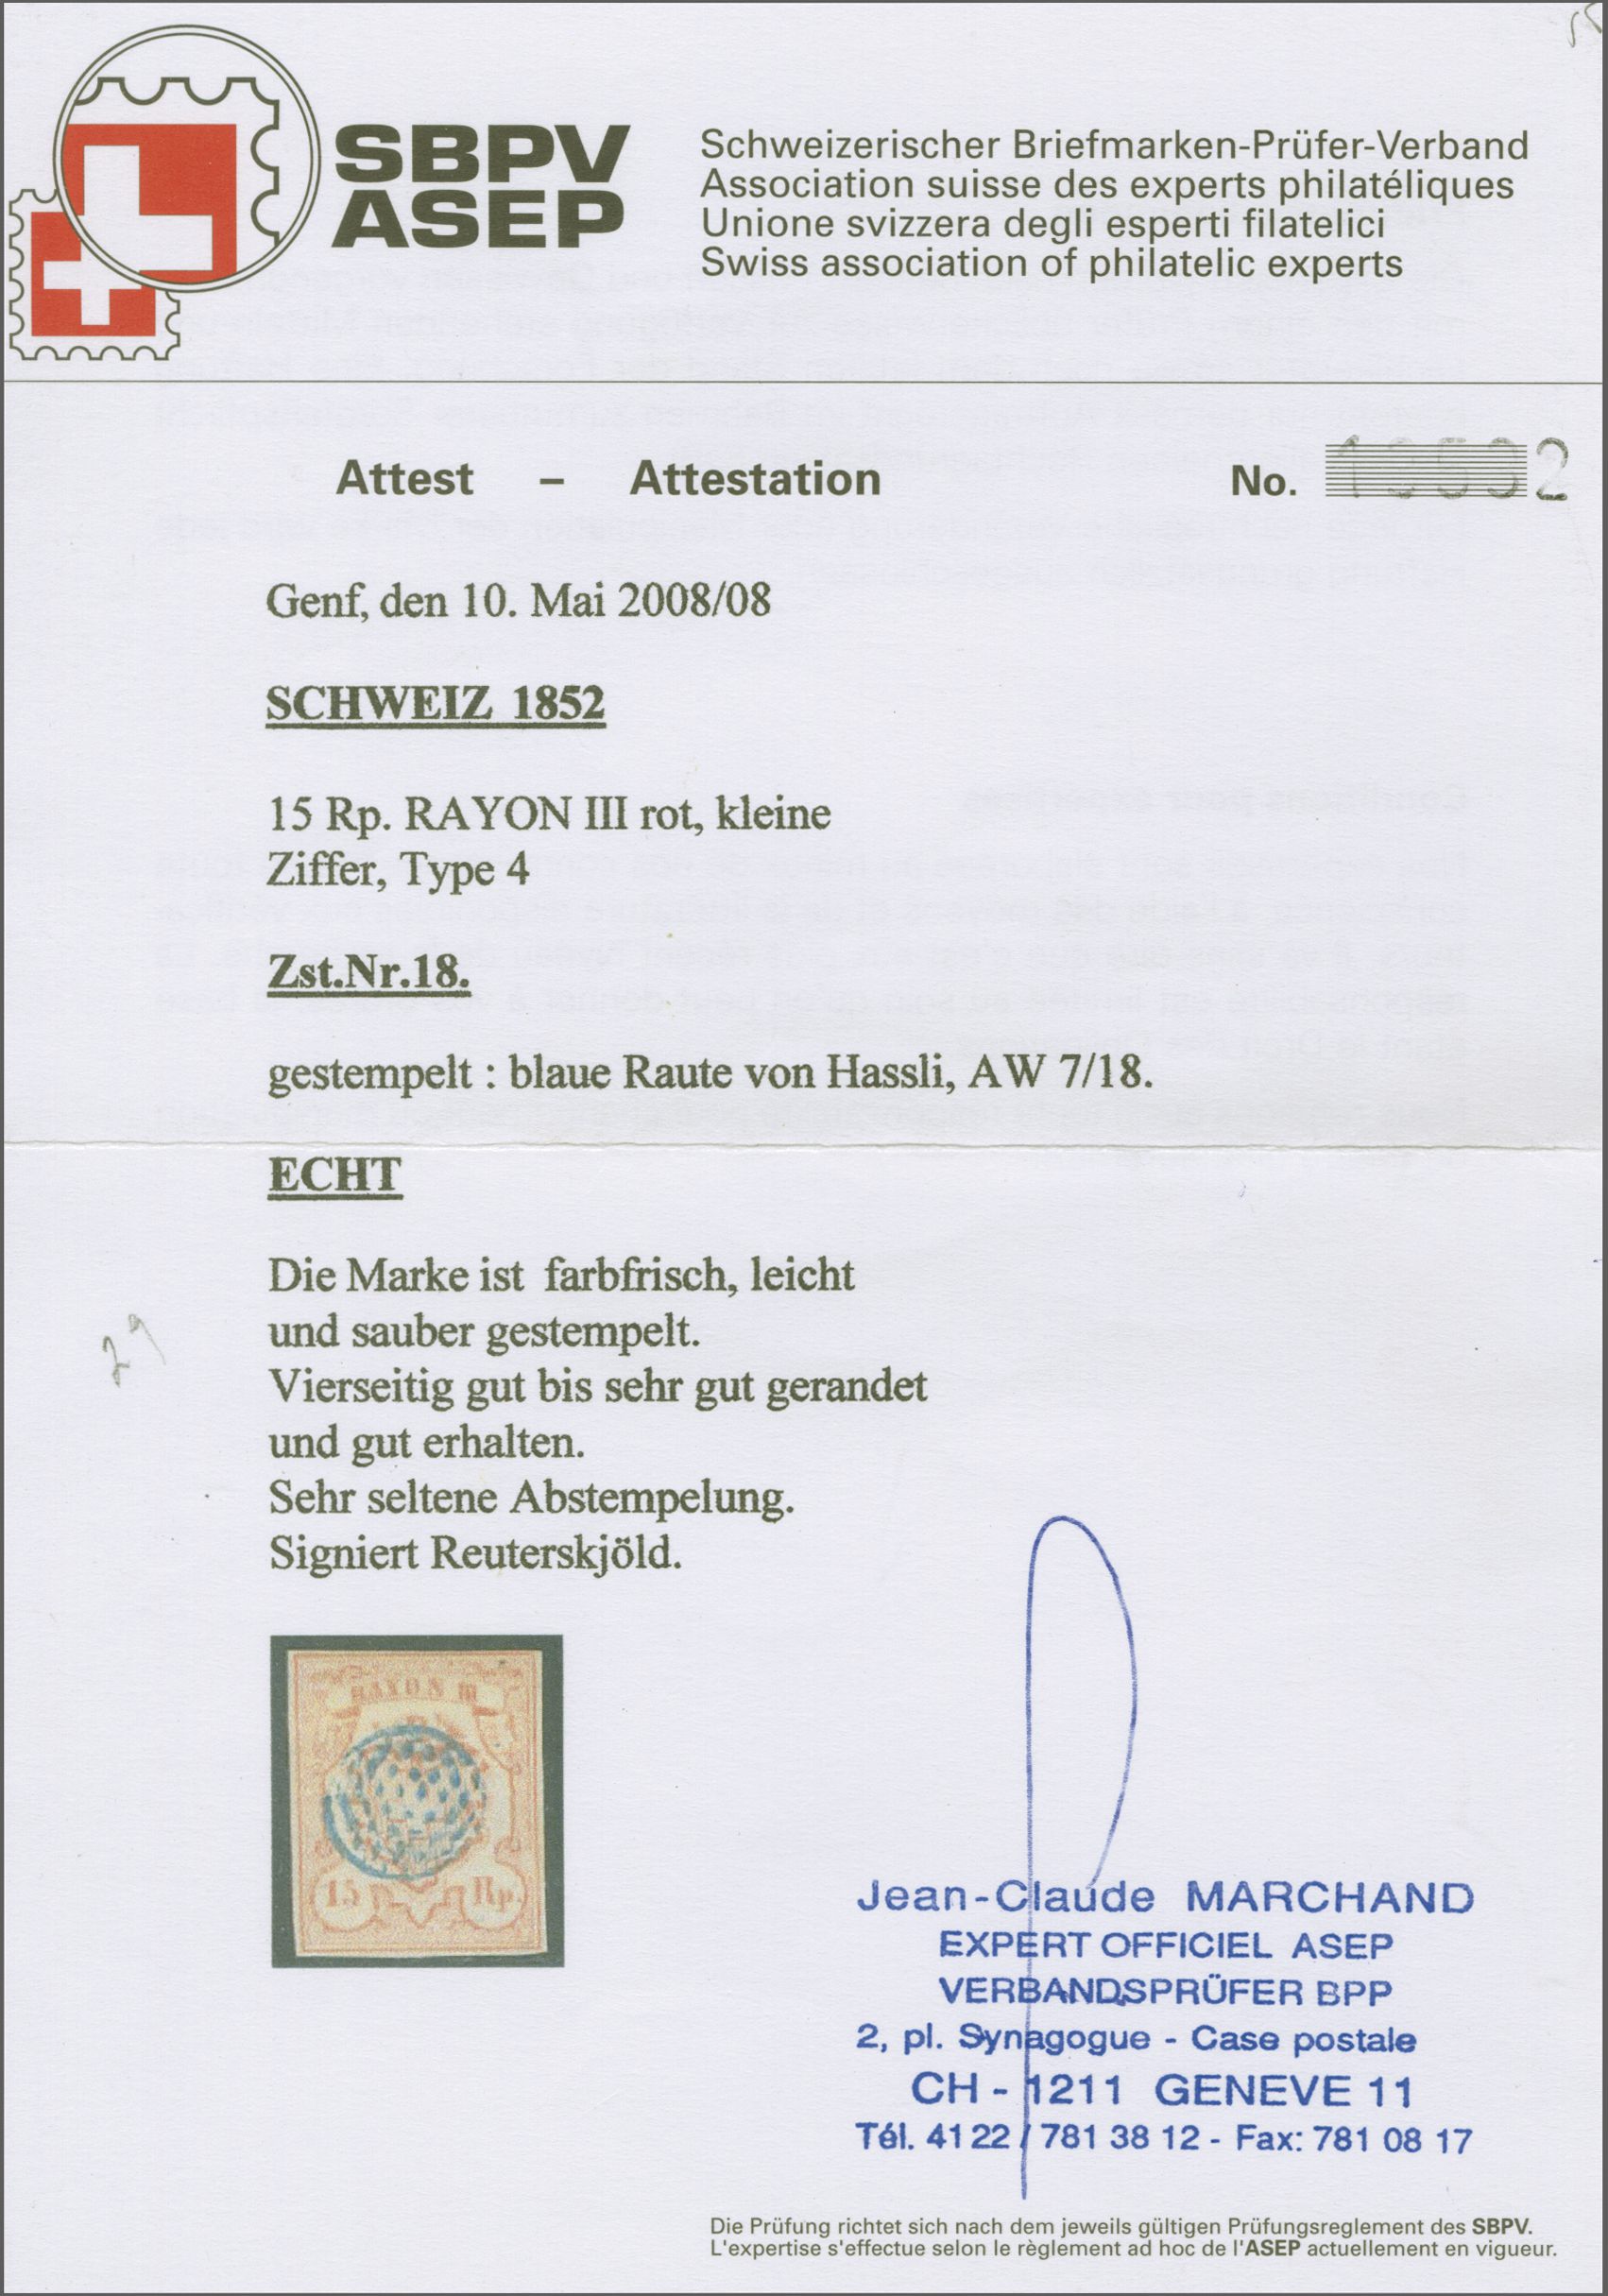 SBPV
ASEP
Schweizerischer Briefmarken-Prüfer-Verband
Association suisse des experts philatéliques
Unione svizzera degli esperti filatelici
Swiss association of philatelic experts
Attest – Attestation No.
Genf, den 10. Mai 2008/08
SCHWEIZ 1852
15 Rp. RAYON III rot, kleine
Ziffer, Type 4
Zst.Nr.18.
gestempelt : blaue Raute von Hassli, AW 7/18.
ECHT
Die Marke ist farbfrisch, leicht
und sauber gestempelt.
Vierseitig gut bis sehr gut gerandet
und gut erhalten.
Sehr seltene Abstempelung.
Signiert Reuterskjöld.
29
RAYON III
15 Rp.
Jean-Claude MARCHAND
EXPERT OFFICIEL ASEP
VERBANDSPRÜFER BPP
2, pl. Synagogue - Case postale
CH - 1211 GENEVE 11
Tél. 41 22 / 781 38 12 - Fax: 781 08 17
Die Prüfung richtet sich nach dem jeweils gültigen Prüfungsreglement des SBPV.
L'expertise s'effectue selon le règlement ad hoc de l'ASEP actuellement en vigueur.